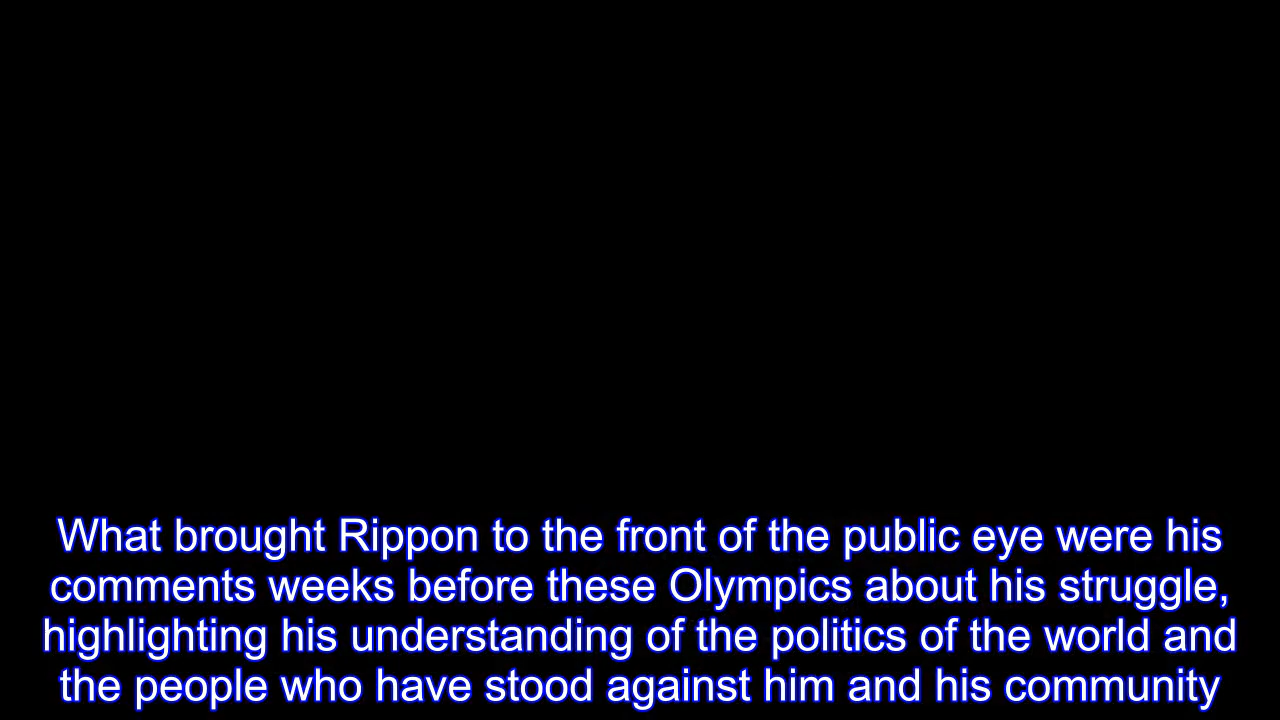 What brought Rippon to the front of the public eye were his
comments weeks before these Olympics about his struggle,
highlighting his understanding of the politics of the world and
the people who have stood against him and his community